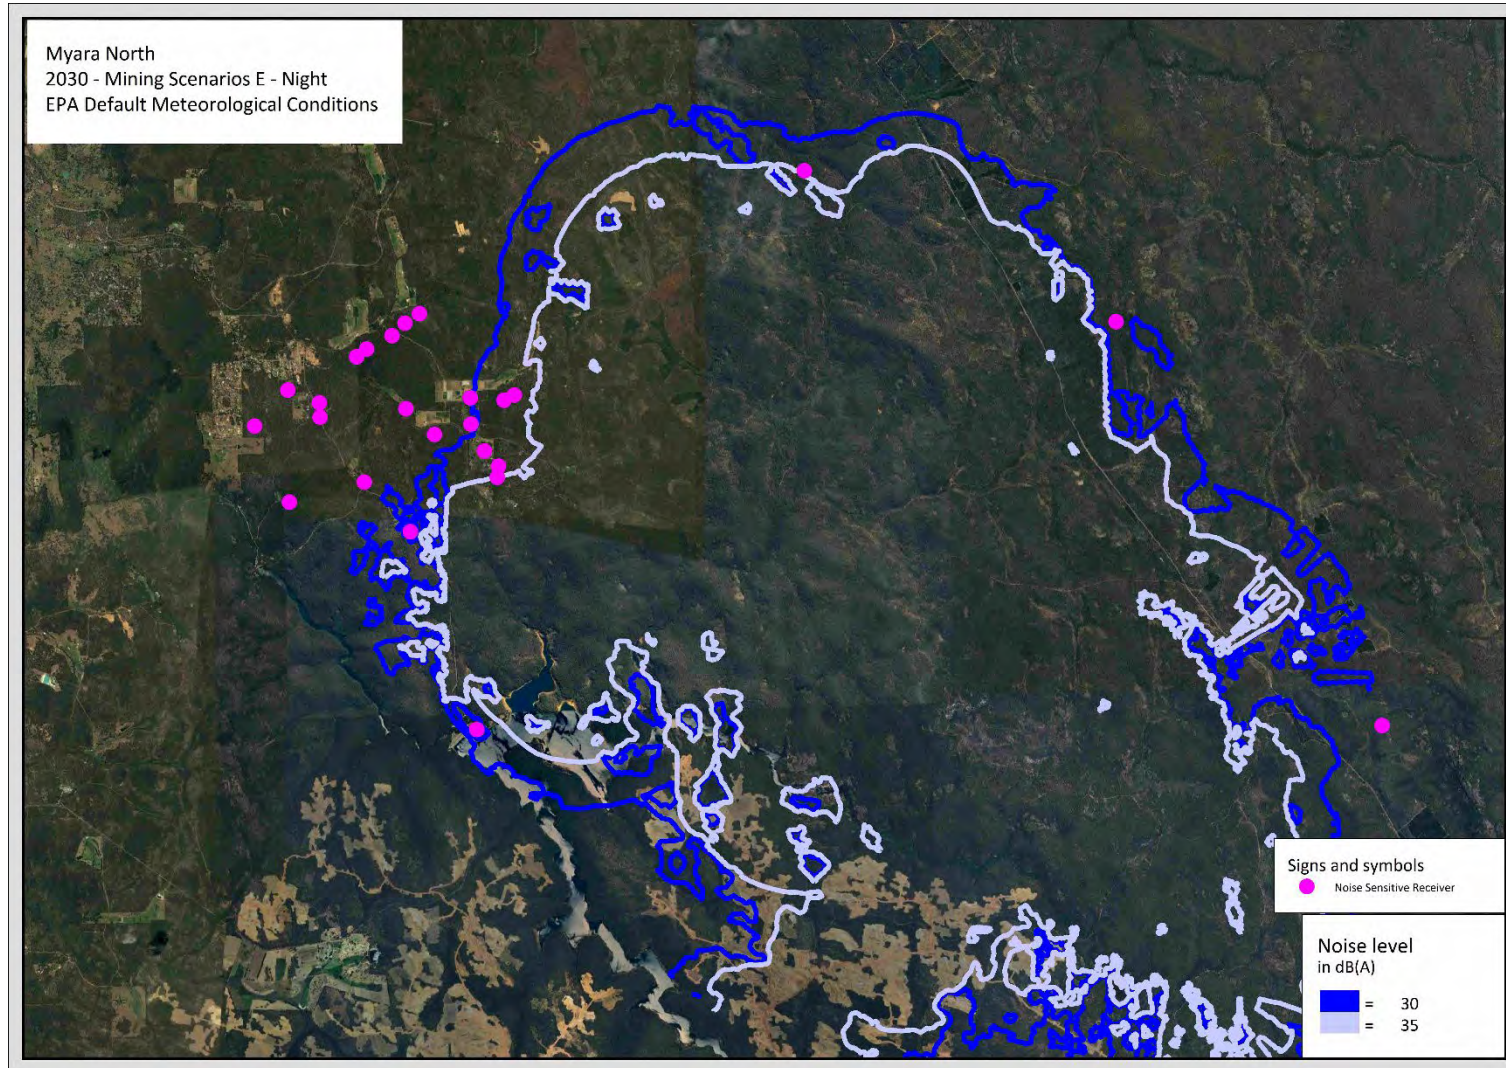 Myara North
2030 - Mining Scenarios E - Night
EPA Default Meteorological Conditions
Signs and symbols
Noise Sensitive Receiver
Noise level
in dB(A)
= 30
= 35